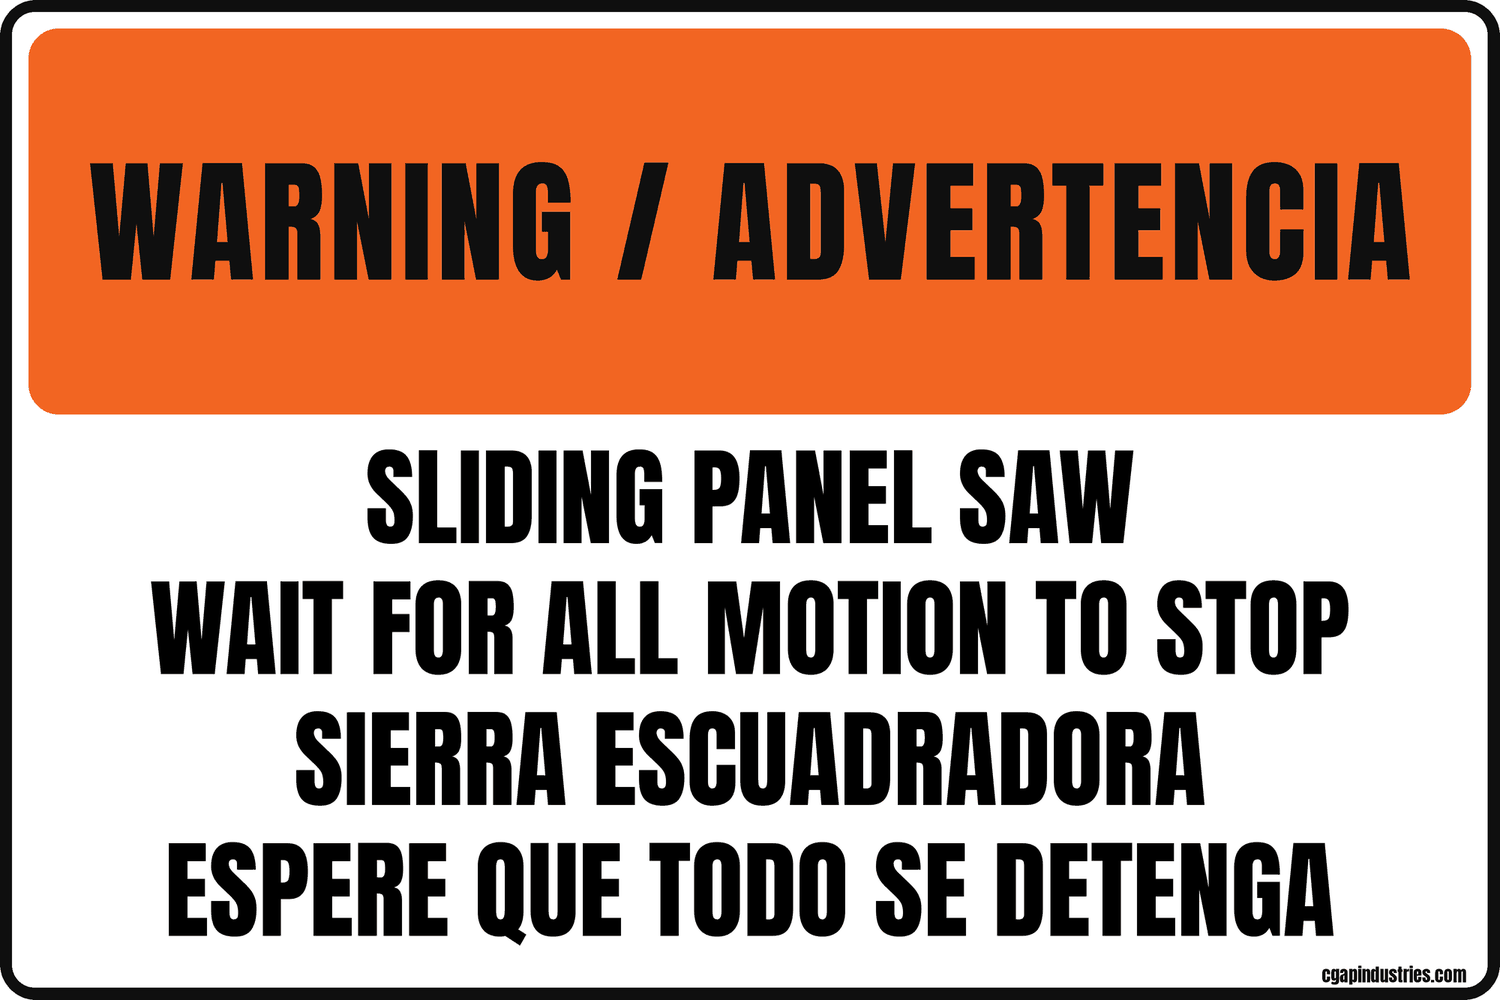 WARNING / ADVERTENCIA
SLIDING PANEL SAW
WAIT FOR ALL MOTION TO STOP
SIERRA ESCUADRADORA
ESPERE QUE TODO SE DETENGA
cgapindustries.com